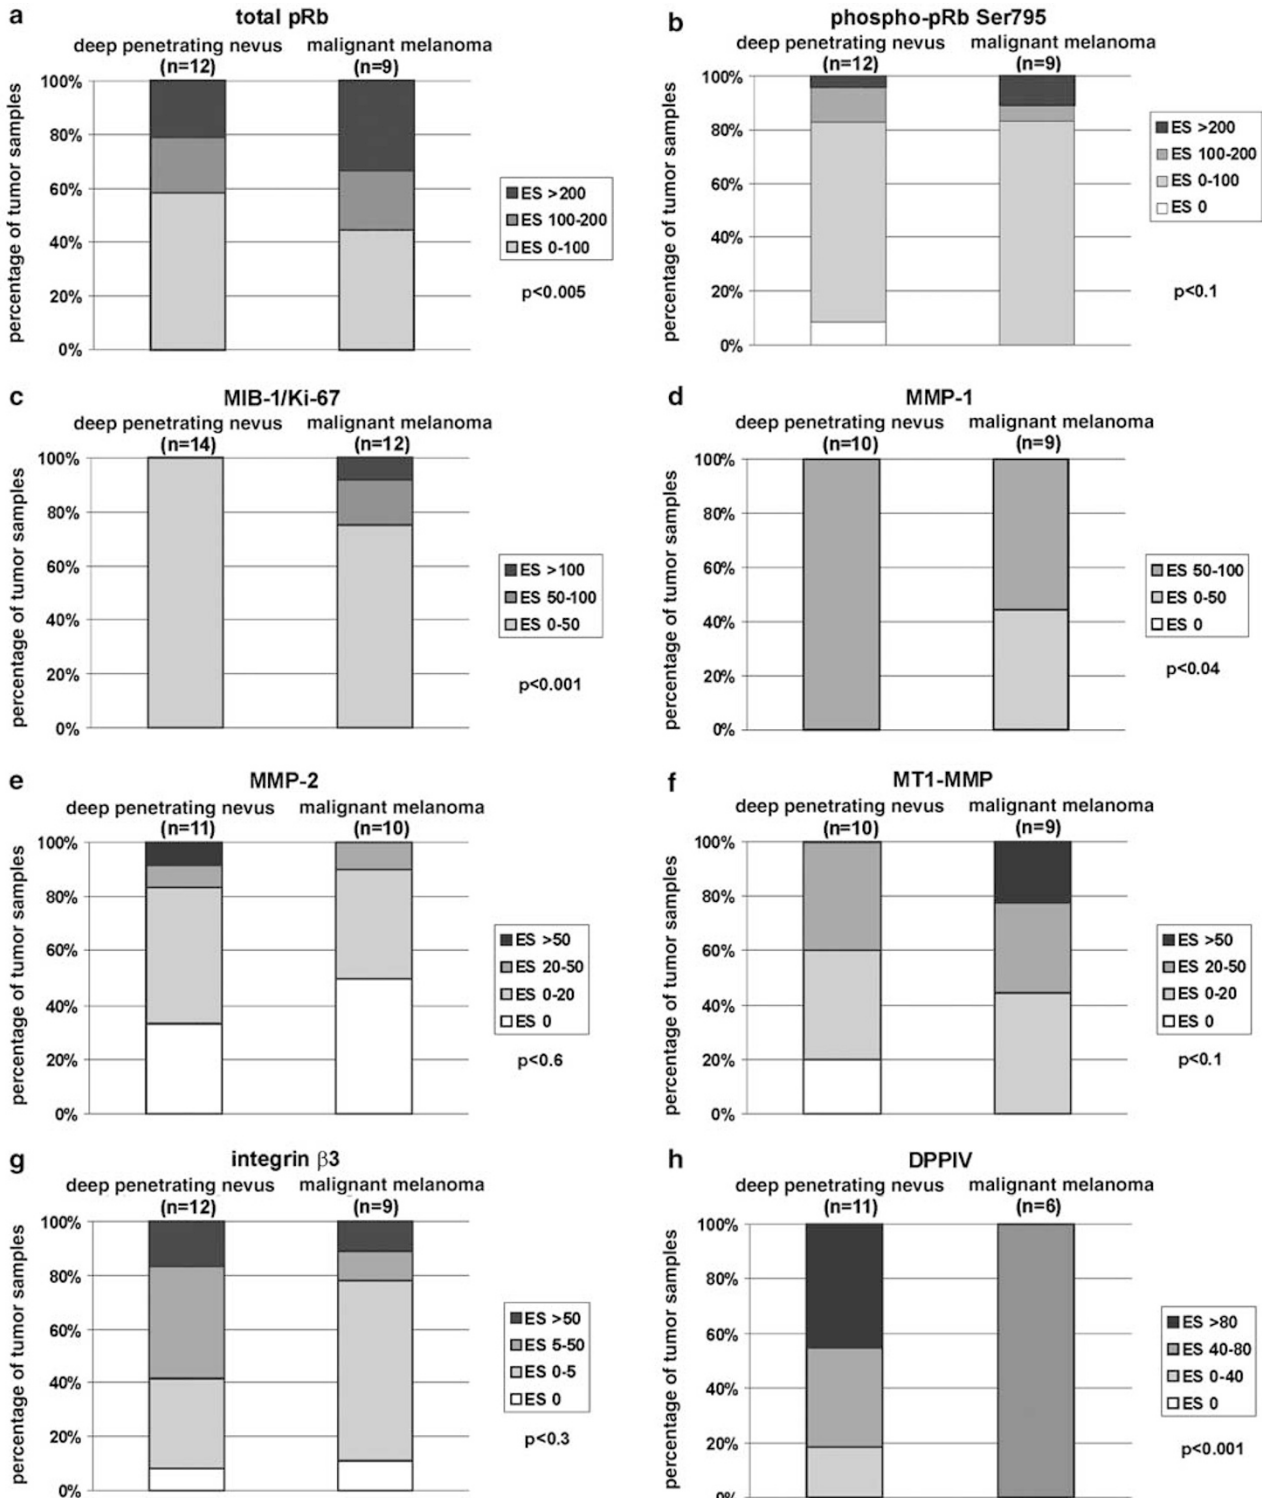 a
total pRb
deep penetrating nevus malignant melanoma
(n=12) (n=9)
percentage of tumor samples
100%
80%
60%
40%
20%
0%
ES >200
ES 100-200
ES 0-100
p<0.005
b
phospho-pRb Ser795
deep penetrating nevus malignant melanoma
(n=12) (n=9)
percentage of tumor samples
100%
80%
60%
40%
20%
0%
ES >200
ES 100-200
ES 0-100
ES 0
p<0.1
c
MIB-1/Ki-67
deep penetrating nevus malignant melanoma
(n=14) (n=12)
percentage of tumor samples
100%
80%
60%
40%
20%
0%
ES >100
ES 50-100
ES 0-50
p<0.001
d
MMP-1
deep penetrating nevus malignant melanoma
(n=10) (n=9)
percentage of tumor samples
100%
80%
60%
40%
20%
0%
ES 50-100
ES 0-50
ES 0
p<0.04
e
MMP-2
deep penetrating nevus malignant melanoma
(n=11) (n=10)
percentage of tumor samples
100%
80%
60%
40%
20%
0%
ES >50
ES 20-50
ES 0-20
ES 0
p<0.6
f
MT1-MMP
deep penetrating nevus malignant melanoma
(n=10) (n=9)
percentage of tumor samples
100%
80%
60%
40%
20%
0%
ES >50
ES 20-50
ES 0-20
ES 0
p<0.1
g
integrin β3
deep penetrating nevus malignant melanoma
(n=12) (n=9)
percentage of tumor samples
100%
80%
60%
40%
20%
0%
ES >50
ES 5-50
ES 0-5
ES 0
p<0.3
h
DPPIV
deep penetrating nevus malignant melanoma
(n=11) (n=6)
percentage of tumor samples
100%
80%
60%
40%
20%
0%
ES >80
ES 40-80
ES 0-40
ES 0
p<0.001